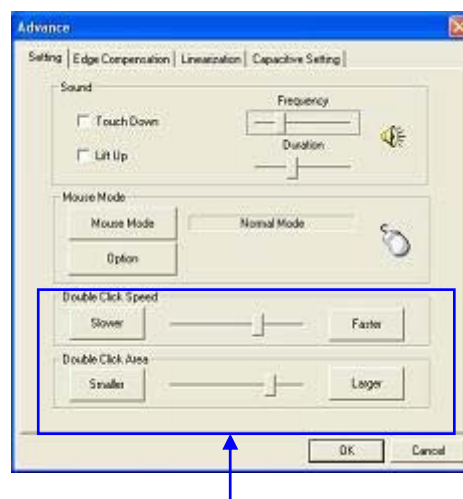 Advance
Setting Edge Compensation Linearization Capacitive Setting
Sound
Frequency
Touch Down
Duration
Lift Up
Mouse Mode
Mouse Mode Normal Mode
Option
Double Click Speed
Slower Faster
Double Click Area
Smaller Larger
OK Cancel